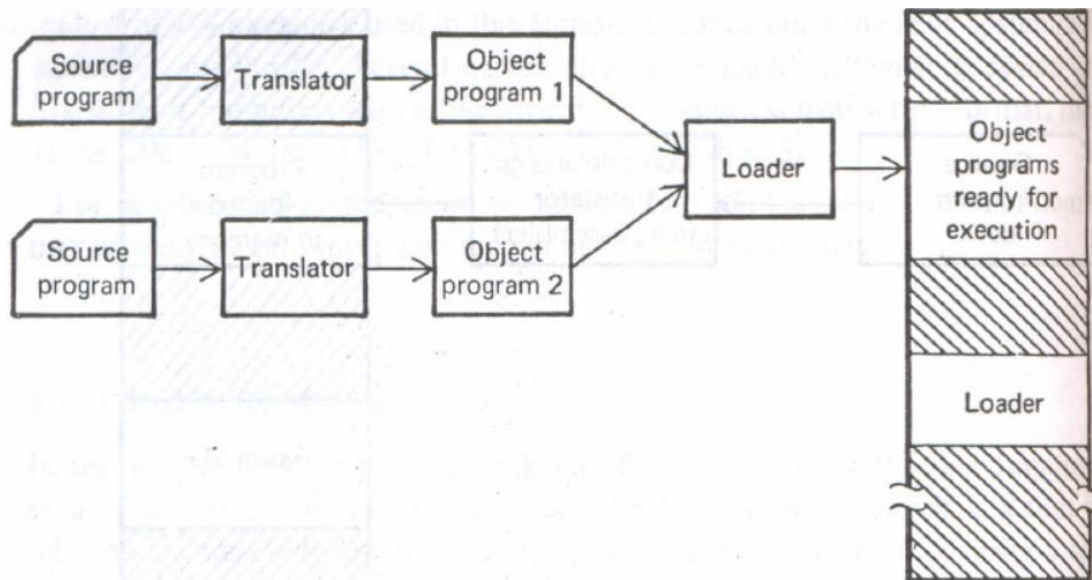 Source
program
Translator
Object
program 1
Source
program
Translator
Object
program 2
Loader
Object
programs
ready for
execution
Loader